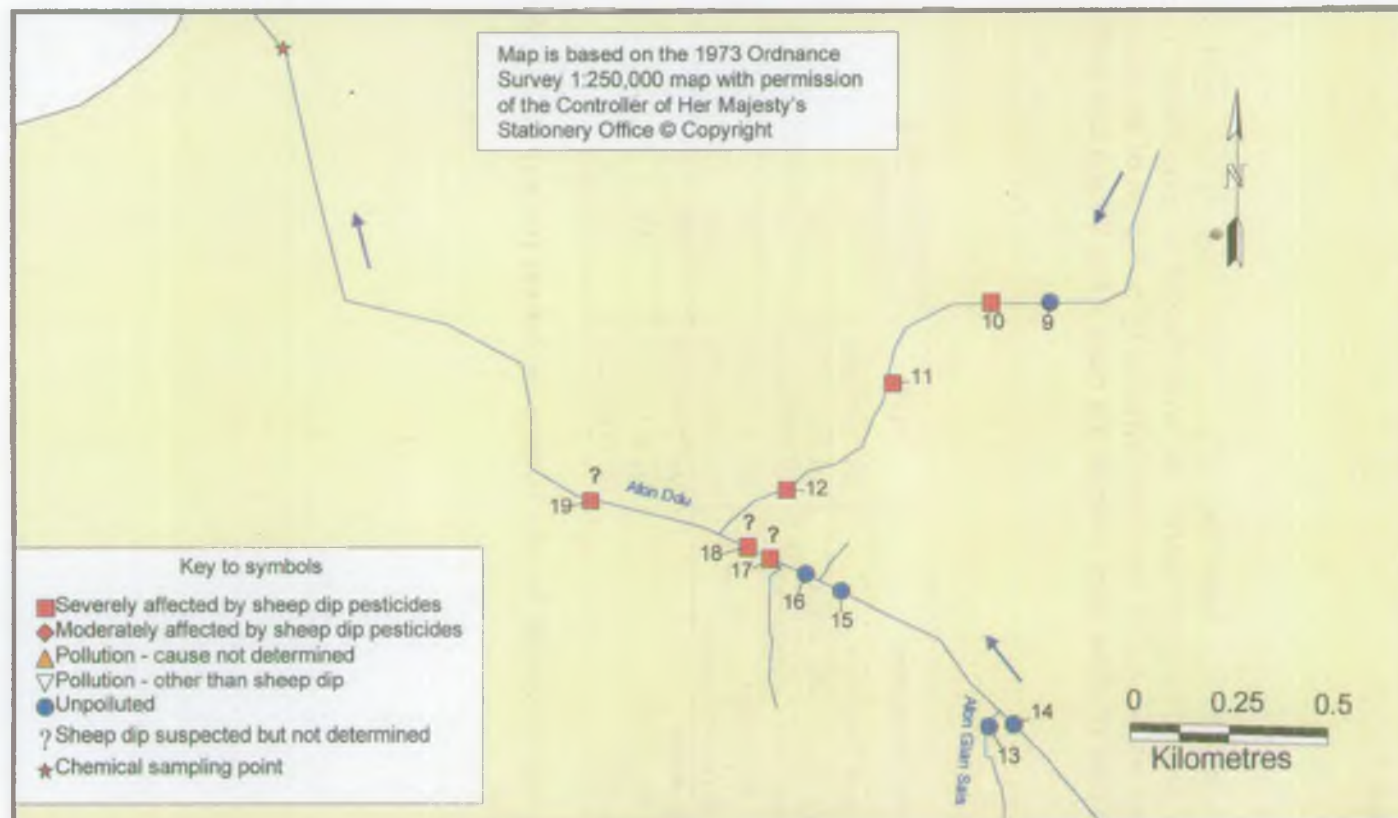 Map is based on the 1973 Ordnance
Survey 1:250,000 map with permission
of the Controller of Her Majesty's
Stationery Office © Copyright
N
10
9
11
12
?
19
Afon Ddu
?
18
?
17
16
15
14
13
Afon Glan Sais
Key to symbols
Severely affected by sheep dip pesticides
Moderately affected by sheep dip pesticides
Pollution - cause not determined
Pollution - other than sheep dip
Unpolluted
? Sheep dip suspected but not determined
Chemical sampling point
0 0.25 0.5
Kilometres